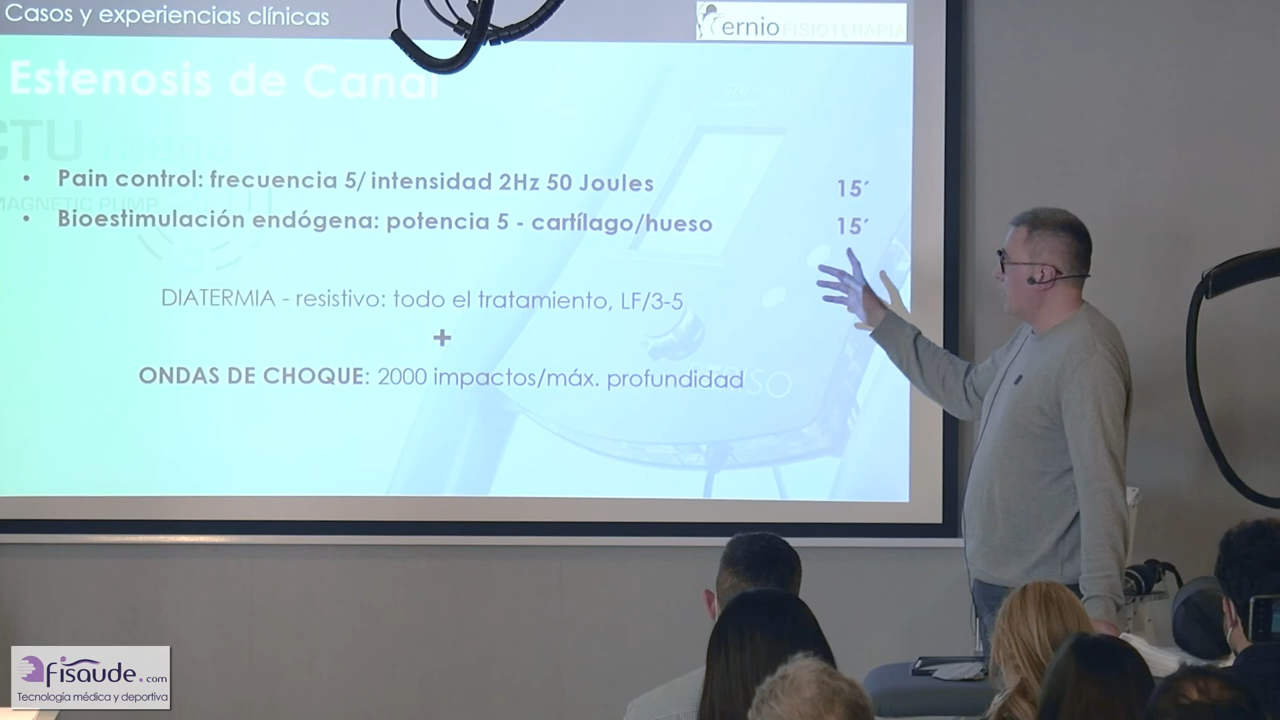 Casos y experiencias clínicas
ernio FISIOTERAPIA
Estenosis de Canal
CTU
Pain control: frecuencia 5/ intensidad 2Hz 50 Joules 15´
MAGNETIC PUMP
Bioestimulación endógena: potencia 5 - cartílago/hueso 15´
DIATERMIA - resistivo: todo el tratamiento, LF/3-5
+
ONDAS DE CHOQUE: 2000 impactos/máx. profundidad
fisaude.com
Tecnología médica y deportiva